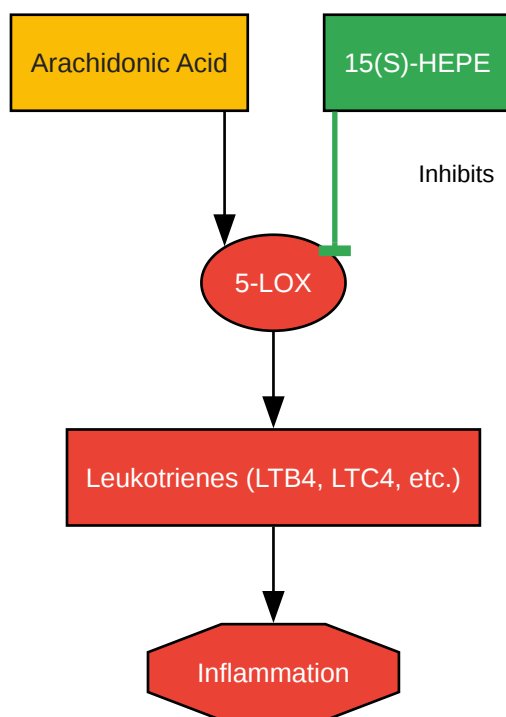 Arachidonic Acid
15(S)-HEPE
Inhibits
5-LOX
Leukotrienes (LTB4, LTC4, etc.)
Inflammation